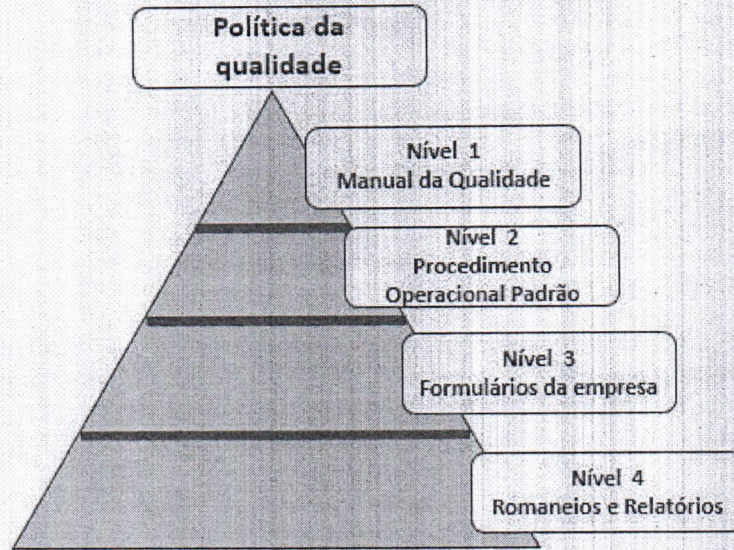 Política da
qualidade
Nível 1
Manual da Qualidade
Nível 2
Procedimento
Operacional Padrão
Nível 3
Formulários da empresa
Nível 4
Romaneios e Relatórios